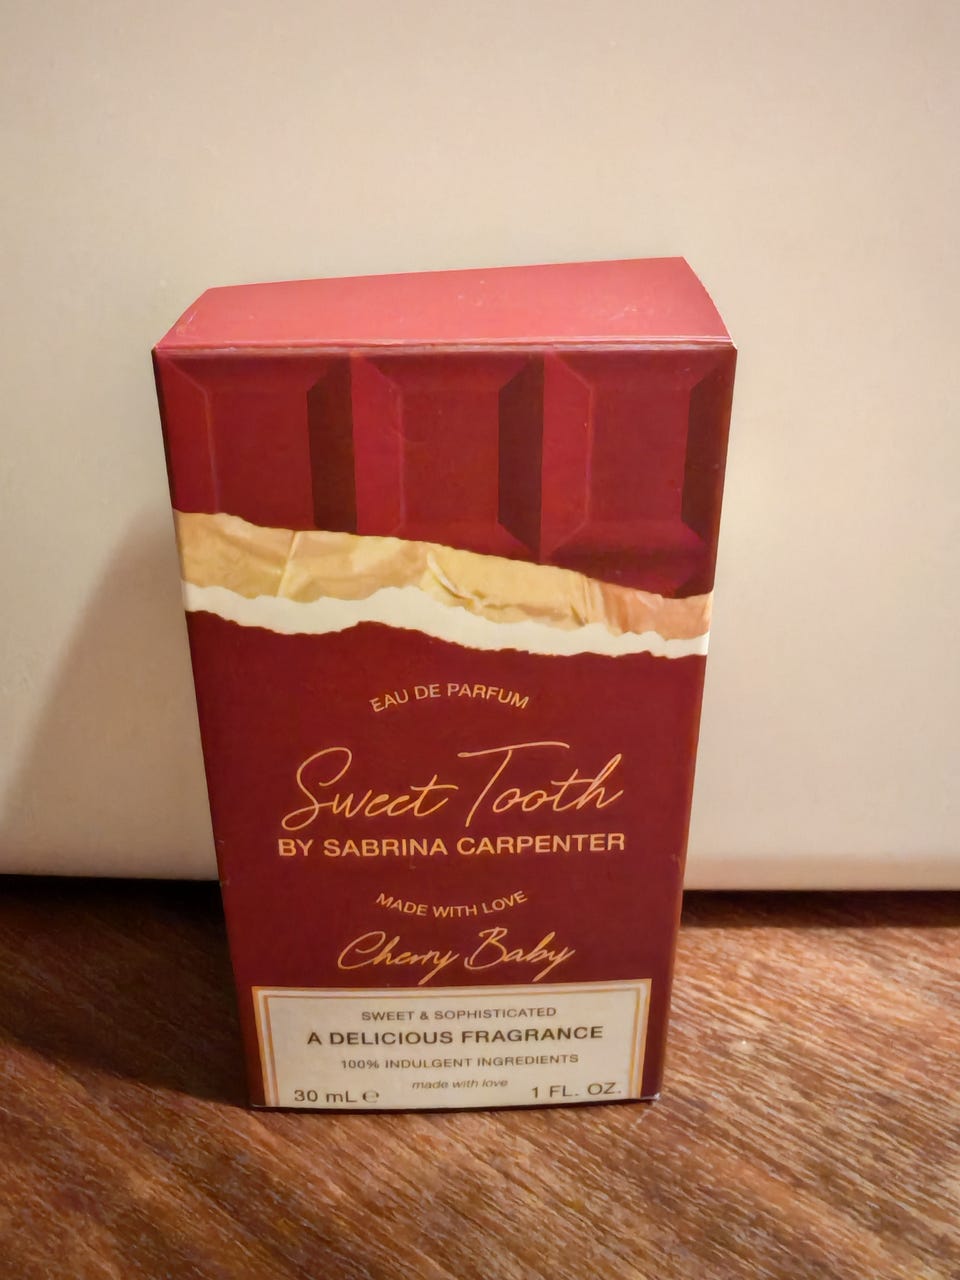 EAU DE PARFUM
Sweet Tooth
BY SABRINA CARPENTER
MADE WITH LOVE
Cherry Baby
SWEET & SOPHISTICATED
A DELICIOUS FRAGRANCE
100% INDULGENT INGREDIENTS
made with love
30 mL ℮ 1 FL. OZ.